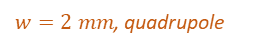 w = 2 mm, quadrupole